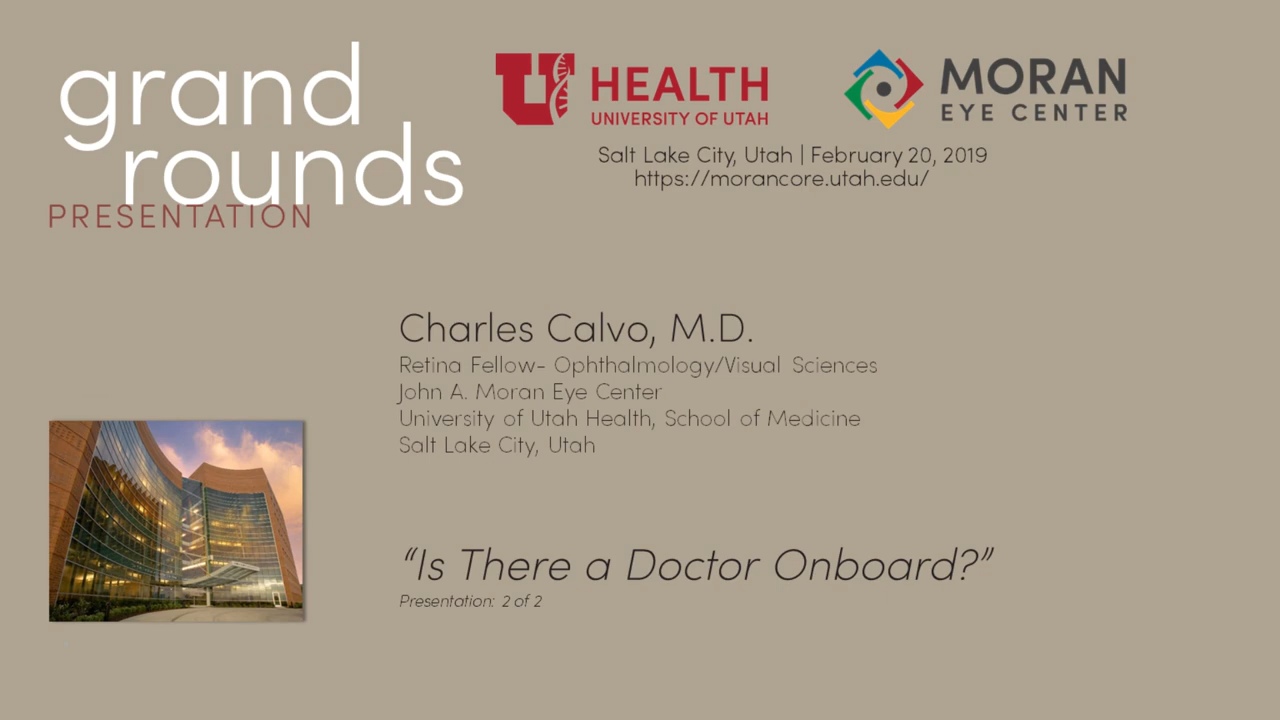 grand
rounds
PRESENTATION
U HEALTH
UNIVERSITY OF UTAH
MORAN
EYE CENTER
Salt Lake City, Utah | February 20, 2019
https://morancore.utah.edu/
Charles Calvo, M.D.
Retina Fellow- Ophthalmology/Visual Sciences
John A. Moran Eye Center
University of Utah Health, School of Medicine
Salt Lake City, Utah
“Is There a Doctor Onboard?”
Presentation: 2 of 2